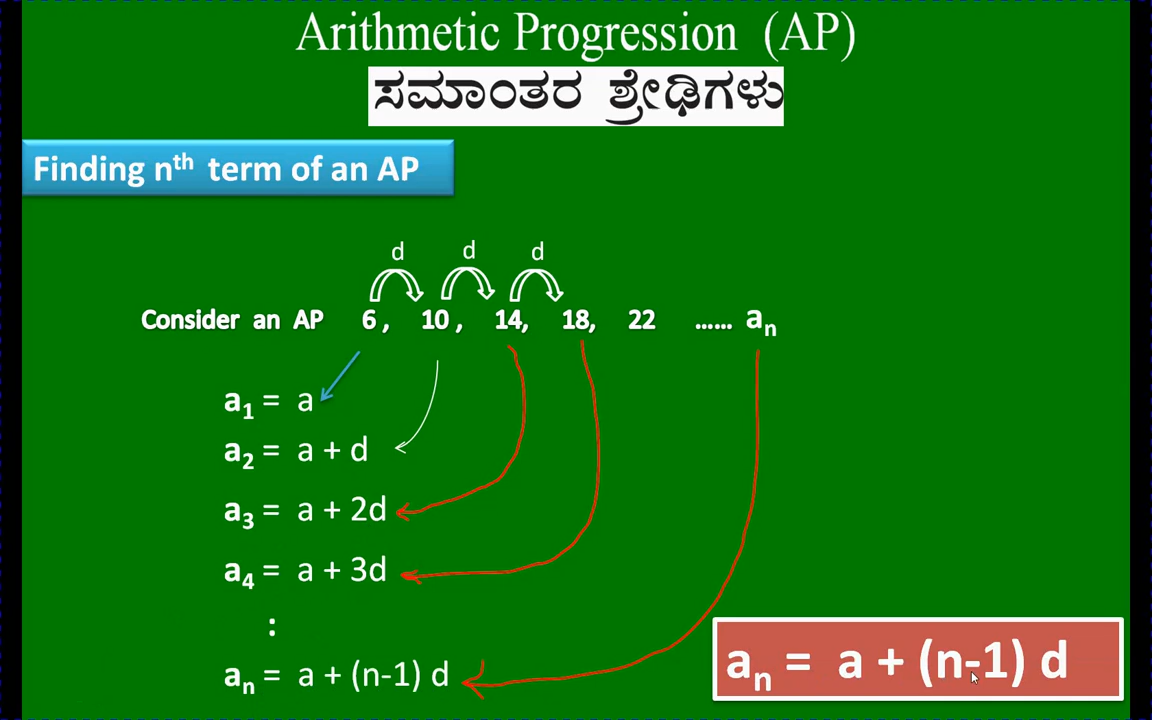 Arithmetic Progression (AP)
ಸಮಾಂತರ ಶ್ರೇಢಿಗಳು
Finding nᵗʰ term of an AP
d d d
Consider an AP 6 , 10 , 14, 18, 22 ...... aₙ
a₁ = a
a₂ = a + d
a₃ = a + 2d
a₄ = a + 3d
:
aₙ = a + (n-1) d
aₙ = a + (n-1) d